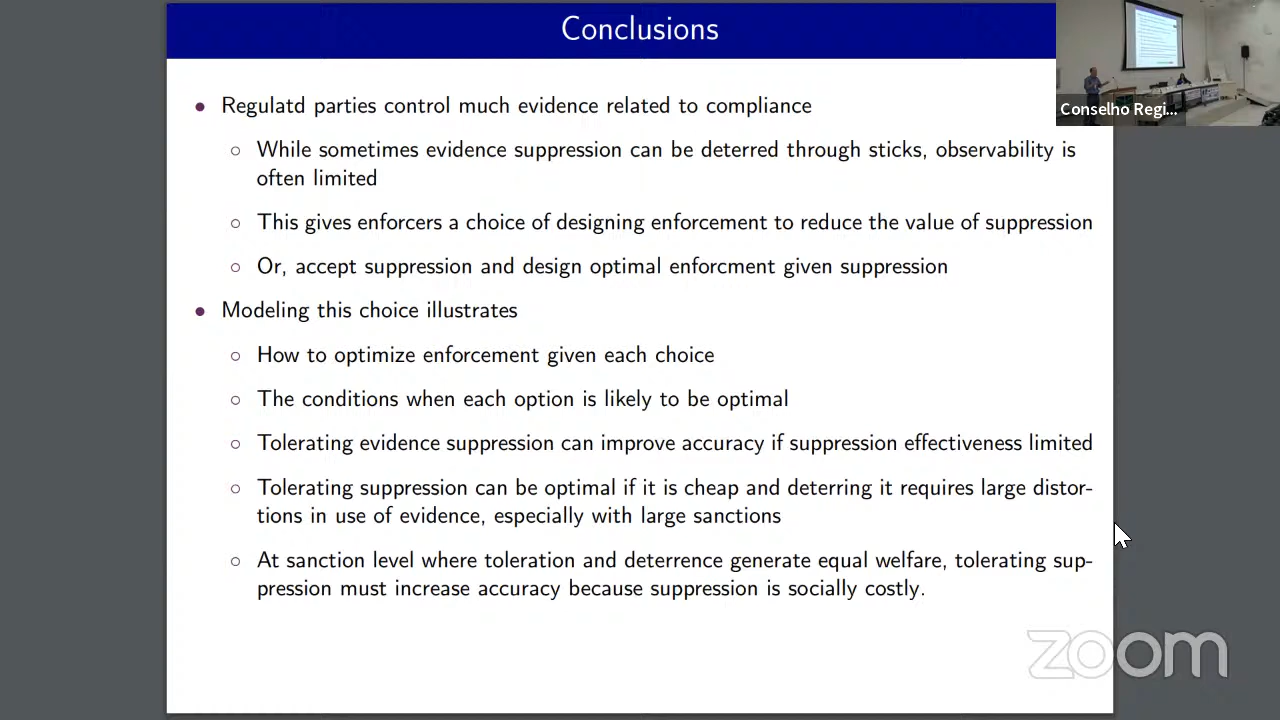 Conclusions
Regulatd parties control much evidence related to compliance
While sometimes evidence suppression can be deterred through sticks, observability is
often limited
This gives enforcers a choice of designing enforcement to reduce the value of suppression
Or, accept suppression and design optimal enforcment given suppression
Modeling this choice illustrates
How to optimize enforcement given each choice
The conditions when each option is likely to be optimal
Tolerating evidence suppression can improve accuracy if suppression effectiveness limited
Tolerating suppression can be optimal if it is cheap and deterring it requires large distor-
tions in use of evidence, especially with large sanctions
At sanction level where toleration and deterrence generate equal welfare, tolerating sup-
pression must increase accuracy because suppression is socially costly.
Conselho Regi...
zoom